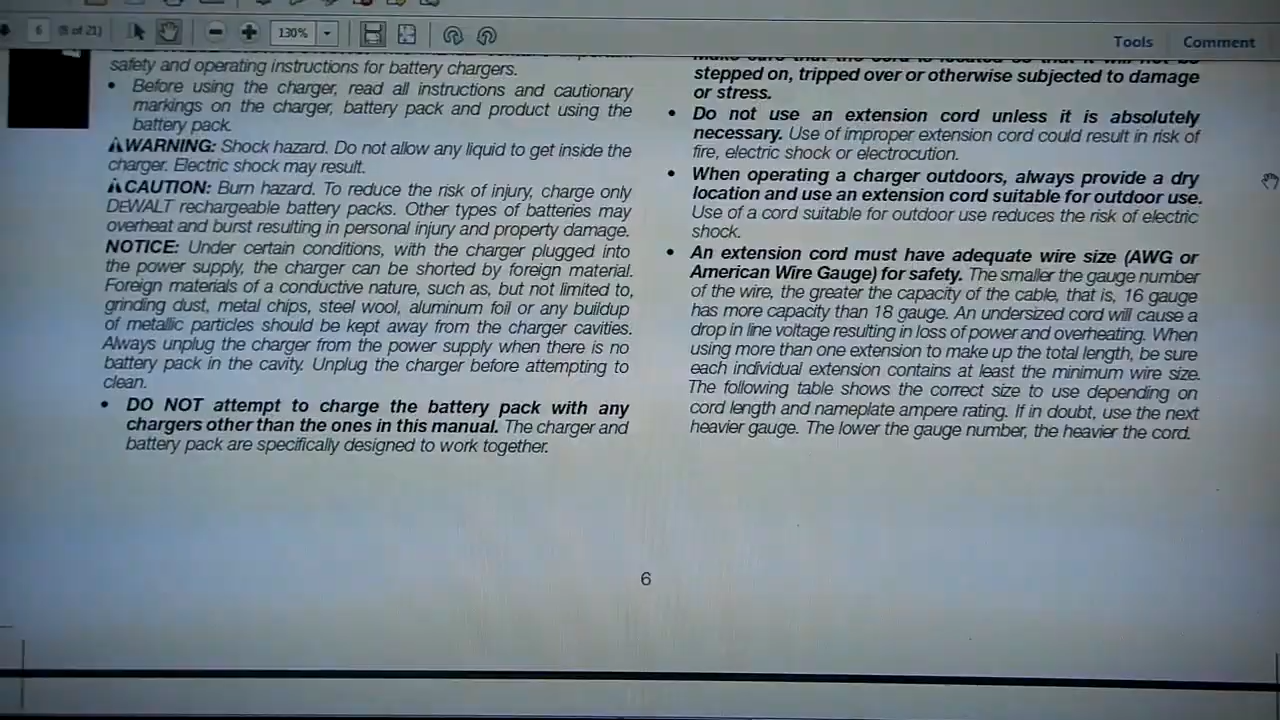 6 (8 of 21)
130%
Tools
Comment
safety and operating instructions for battery chargers.
• Before using the charger, read all instructions and cautionary
markings on the charger, battery pack and product using the
battery pack.
WARNING: Shock hazard. Do not allow any liquid to get inside the
charger. Electric shock may result.
CAUTION: Burn hazard. To reduce the risk of injury, charge only
DEWALT rechargeable battery packs. Other types of batteries may
overheat and burst resulting in personal injury and property damage.
NOTICE: Under certain conditions, with the charger plugged into
the power supply, the charger can be shorted by foreign material.
Foreign materials of a conductive nature, such as, but not limited to,
grinding dust, metal chips, steel wool, aluminum foil or any buildup
of metallic particles should be kept away from the charger cavities.
Always unplug the charger from the power supply when there is no
battery pack in the cavity. Unplug the charger before attempting to
clean.
• DO NOT attempt to charge the battery pack with any
chargers other than the ones in this manual. The charger and
battery pack are specifically designed to work together.
stepped on, tripped over or otherwise subjected to damage
or stress.
• Do not use an extension cord unless it is absolutely
necessary. Use of improper extension cord could result in risk of
fire, electric shock or electrocution.
• When operating a charger outdoors, always provide a dry
location and use an extension cord suitable for outdoor use.
Use of a cord suitable for outdoor use reduces the risk of electric
shock.
• An extension cord must have adequate wire size (AWG or
American Wire Gauge) for safety. The smaller the gauge number
of the wire, the greater the capacity of the cable, that is, 16 gauge
has more capacity than 18 gauge. An undersized cord will cause a
drop in line voltage resulting in loss of power and overheating. When
using more than one extension to make up the total length, be sure
each individual extension contains at least the minimum wire size.
The following table shows the correct size to use depending on
cord length and nameplate ampere rating. If in doubt, use the next
heavier gauge. The lower the gauge number, the heavier the cord.
6